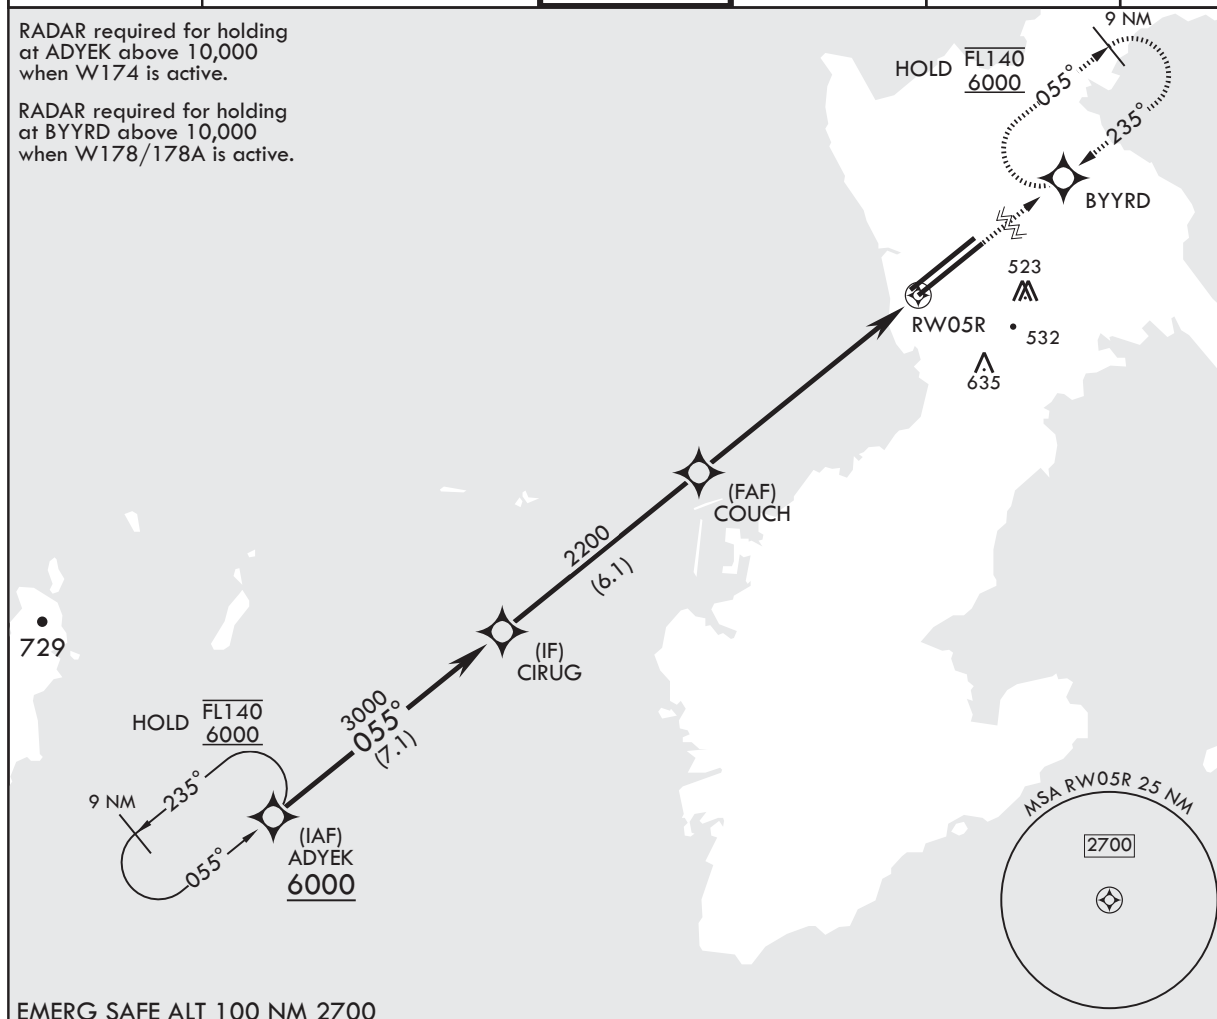 RADAR required for holding
at ADYEK above 10,000
when W174 is active.
RADAR required for holding
at BYYRD above 10,000
when W178/178A is active.
9 NM
HOLD FL140
6000
055°
235°
BYYRD
523
RW05R
532
635
(FAF)
COUCH
2200
(6.1)
729
(IF)
CIRUG
3000
055°
(7.1)
HOLD FL140
6000
9 NM
235°
055°
(IAF)
ADYEK
6000
MSA RW05R 25 NM
2700
EMERG SAFE ALT 100 NM 2700